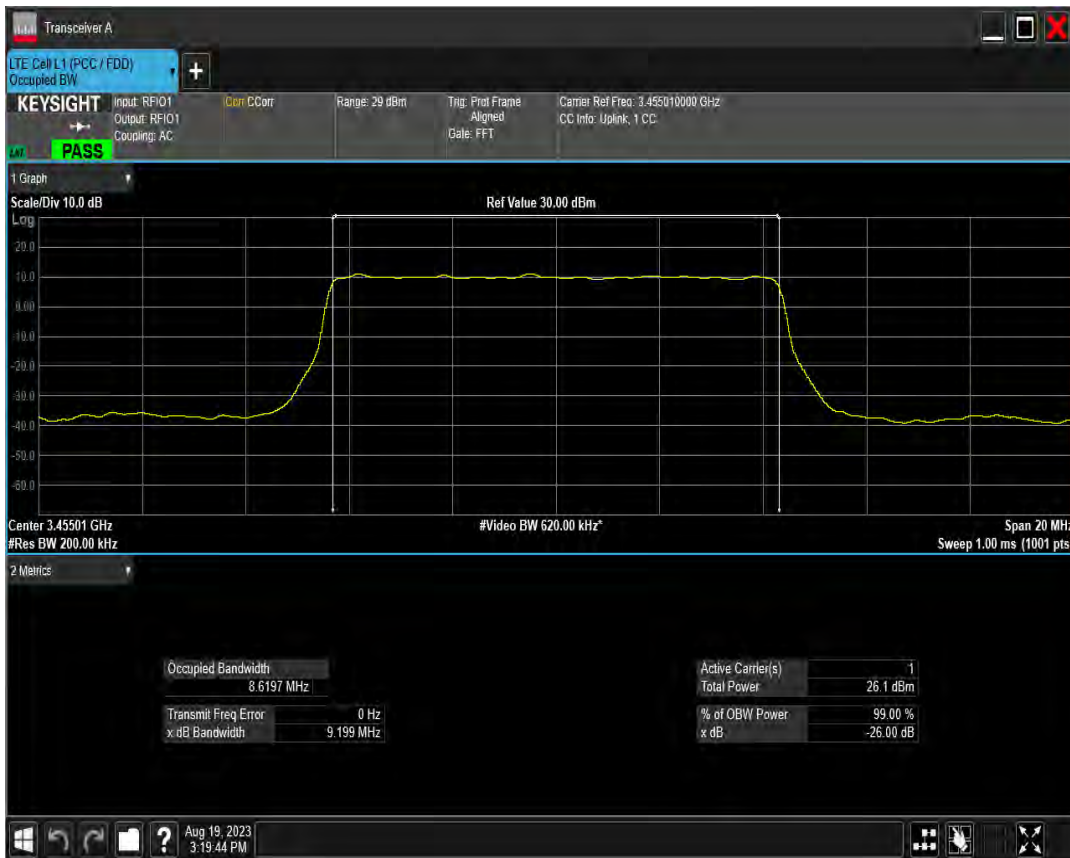 Transceiver A
LTE Cell L1 (PCC / FDD)
Occupied BW
+
KEYSIGHT
Input: RFIO1
Output: RFIO1
Coupling: AC
Corr CCorr
Range: 29 dBm
Trig: Prot Frame
Aligned
Gate: FFT
Carrier Ref Freq: 3.455010000 GHz
CC Info: Uplink, 1 CC
PASS
1 Graph
Scale/Div 10.0 dB
Ref Value 30.00 dBm
Log
20.0
10.0
0.00
-10.0
-20.0
-30.0
-40.0
-50.0
-60.0
Center 3.45501 GHz
#Video BW 620.00 kHz*
Span 20 MHz
#Res BW 200.00 kHz
Sweep 1.00 ms (1001 pts
2 Metrics
Occupied Bandwidth
8.6197 MHz
Transmit Freq Error 0 Hz
x dB Bandwidth 9.199 MHz
Active Carrier(s) 1
Total Power 26.1 dBm
% of OBW Power 99.00 %
x dB -26.00 dB
?
Aug 19, 2023
3:19:44 PM